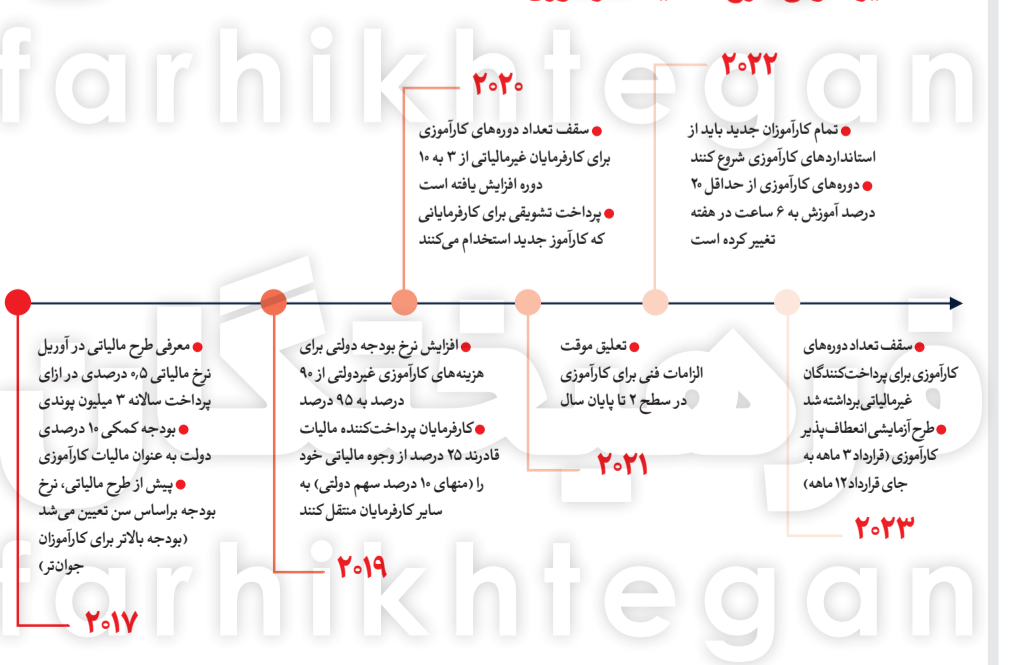 farhikhtegan
۲۰۲۲
● تمام کارآموزان جدید باید از
استانداردهای کارآموزی شروع کنند
● دوره‌های کارآموزی از حداقل ۲۰
درصد آموزش به ۶ ساعت در هفته
تغییر کرده است
۲۰۲۰
● سقف تعداد دوره‌های کارآموزی
برای کارفرمایان غیرمالیاتی از ۳ به ۱۰
دوره افزایش یافته است
● پرداخت تشویقی برای کارفرمایانی
که کارآموز جدید استخدام می‌کنند
فرهیختگان
● سقف تعداد دوره‌های
کارآموزی برای پرداخت‌کنندگان
غیرمالیاتی برداشته شد
● طرح آزمایشی انعطاف‌پذیر
کارآموزی (قرارداد ۳ ماهه به
جای قرارداد ۱۲ ماهه)
۲۰۲۳
● تعلیق موقت
الزامات فنی برای کارآموزی
در سطح ۲ تا پایان سال
۲۰۲۱
● افزایش نرخ بودجه دولتی برای
هزینه‌های کارآموزی غیردولتی از ۹۰
درصد به ۹۵ درصد
● کارفرمایان پرداخت‌کننده مالیات
قادرند ۲۵ درصد از وجوه مالیاتی خود
را (منهای ۱۰ درصد سهم دولتی) به
سایر کارفرمایان منتقل کنند
۲۰۱۹
● معرفی طرح مالیاتی در آوریل
نرخ مالیاتی ۰٫۵ درصدی در ازای
پرداخت سالانه ۳ میلیون پوندی
● بودجه کمکی ۱۰ درصدی
دولت به عنوان مالیات کارآموزی
● پیش از طرح مالیاتی، نرخ
بودجه براساس سن تعیین می‌شد
(بودجه بالاتر برای کارآموزان
جوان‌تر)
۲۰۱۷
farhikhtegan